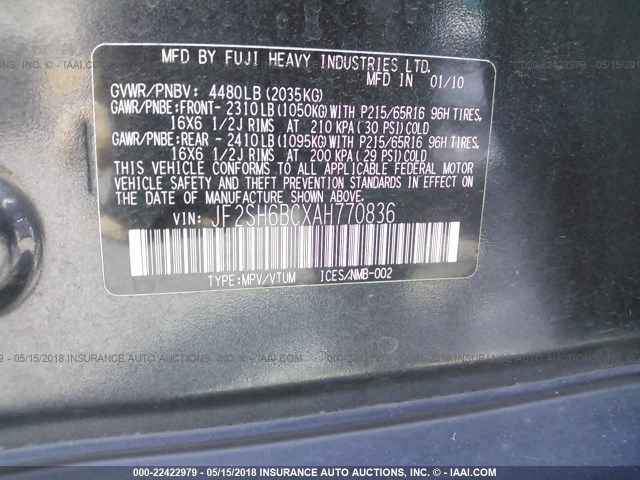 MFD BY FUJI HEAVY INDUSTRIES LTD.
MFD IN 01/10
GVWR/PNBV: 4480LB(2035KG)
GAWR/PNBE:FRONT- 2310LB(1050KG)WITH P215/65R16 96H TIRES,
16X6 1/2J RIMS AT 210 KPA (30 PSI)COLD
GAWR/PNBE:REAR - 2410LB(1095KG)WITH P215/65R16 96H TIRES,
16X6 1/2J RIMS AT 200 KPA (29 PSI)COLD
THIS VEHICLE CONFORMS TO ALL APPLICABLE FEDERAL MOTOR
VEHICLE SAFETY AND THEFT PREVENTION STANDARDS IN EFFECT
ON THE DATE OF MANUFACTURE SHOWN ABOVE.
VIN: JF2SH6BCXAH770836
TYPE:MPV/VTUM ICES/NMB-002
000-22422979 - 05/15/2018 INSURANCE AUTO AUCTIONS, INC. - © IAAI.COM